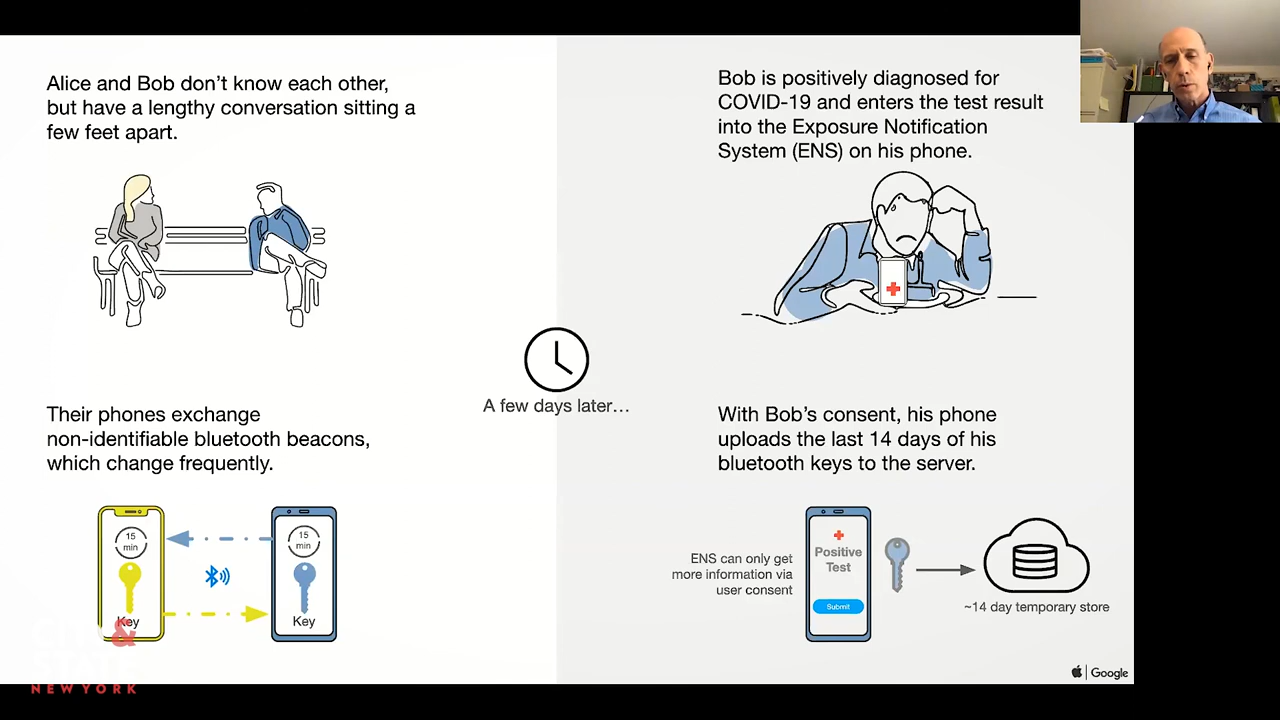 Alice and Bob don't know each other,
but have a lengthy conversation sitting a
few feet apart.
Their phones exchange
non-identifiable bluetooth beacons,
which change frequently.
15
min
Key
15
min
Key
A few days later…
Bob is positively diagnosed for
COVID-19 and enters the test result
into the Exposure Notification
System (ENS) on his phone.
With Bob's consent, his phone
uploads the last 14 days of his
bluetooth keys to the server.
ENS can only get
more information via
user consent
Positive
Test
Submit
~14 day temporary store
| Google
CITY&
STATE
NEW YORK